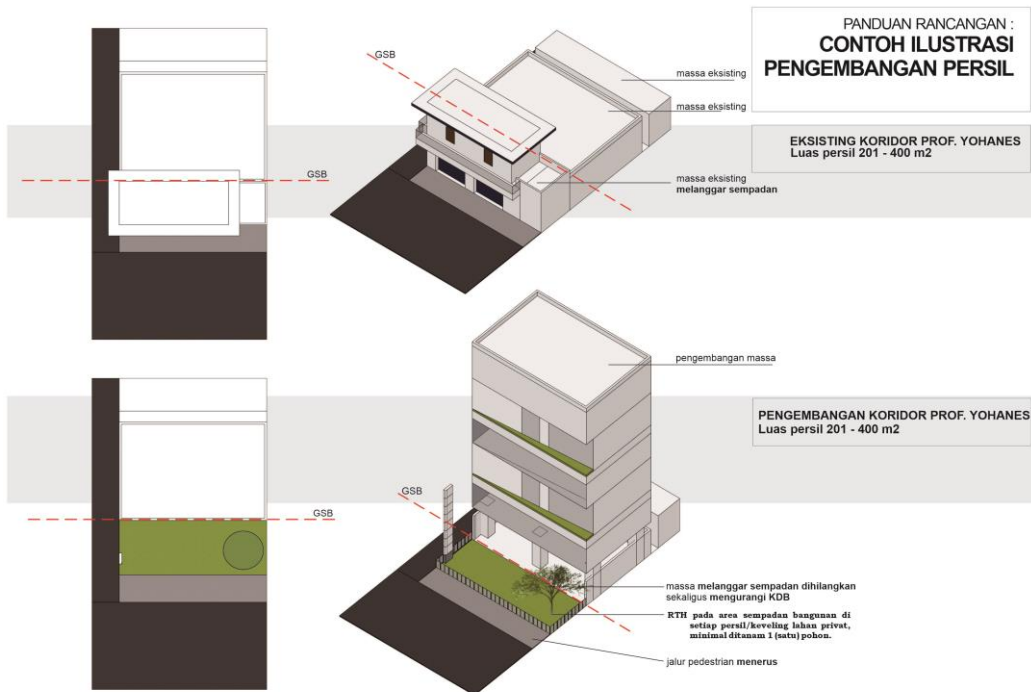 PANDUAN RANCANGAN :
CONTOH ILUSTRASI
PENGEMBANGAN PERSIL
EKSISTING KORIDOR PROF. YOHANES
Luas persil 201 - 400 m2
GSB
GSB
massa eksisting
massa eksisting
massa eksisting
melanggar sempadan
pengembangan massa
PENGEMBANGAN KORIDOR PROF. YOHANES
Luas persil 201 - 400 m2
GSB
GSB
massa melanggar sempadan dihilangkan
sekaligus mengurangi KDB
RTH pada area sempadan bangunan di
setiap persil/keveling lahan privat,
minimal ditanam 1 (satu) pohon.
jalur pedestrian menerus